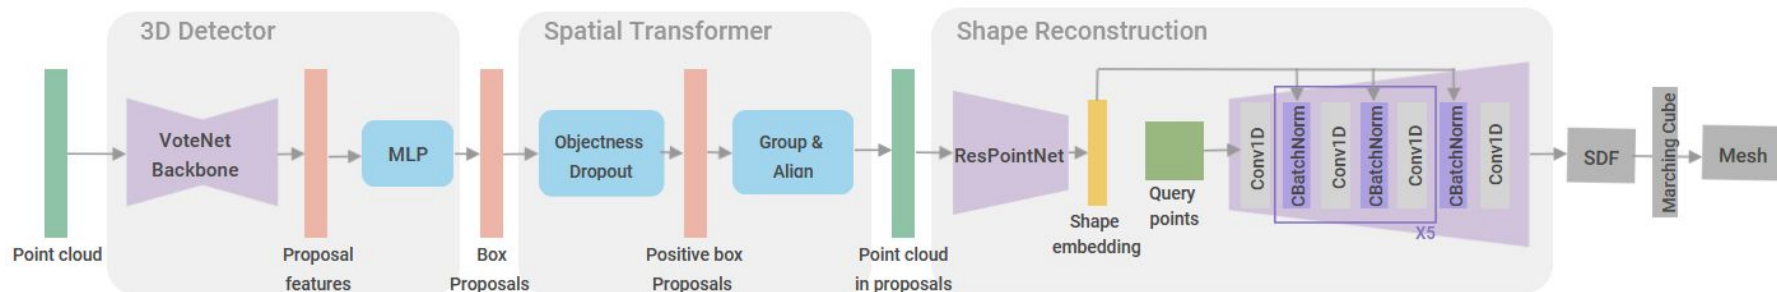 3D Detector
Spatial Transformer
Shape Reconstruction
Point cloud
VoteNet
Backbone
Proposal
features
MLP
Box
Proposals
Objectness
Dropout
Positive box
Proposals
Group &
Align
Point cloud
in proposals
ResPointNet
Shape
embedding
Query
points
Conv1D
CBatchNorm
Conv1D
CBatchNorm
Conv1D
CBatchNorm
Conv1D
X5
SDF
Marching Cube
Mesh